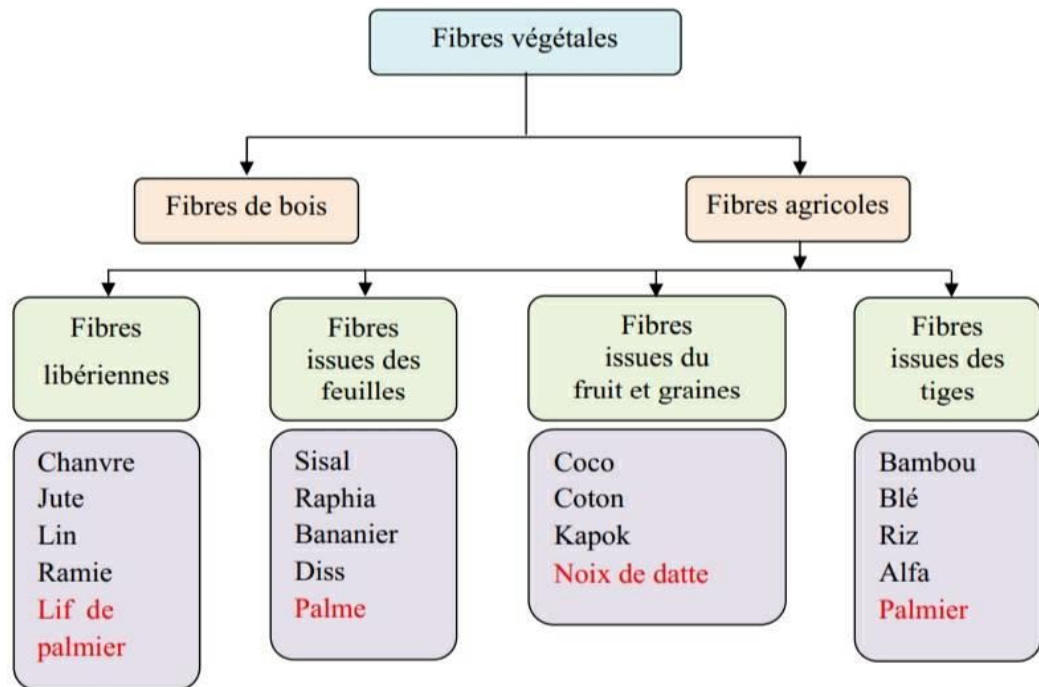 Fibres végétales
Fibres de bois
Fibres agricoles
Fibres
libériennes
Fibres
issues des
feuilles
Fibres
issues du
fruit et graines
Fibres
issues des
tiges
Chanvre
Jute
Lin
Ramie
Lif de
palmier
Sisal
Raphia
Bananier
Diss
Palme
Coco
Coton
Kapok
Noix de datte
Bambou
Blé
Riz
Alfa
Palmier